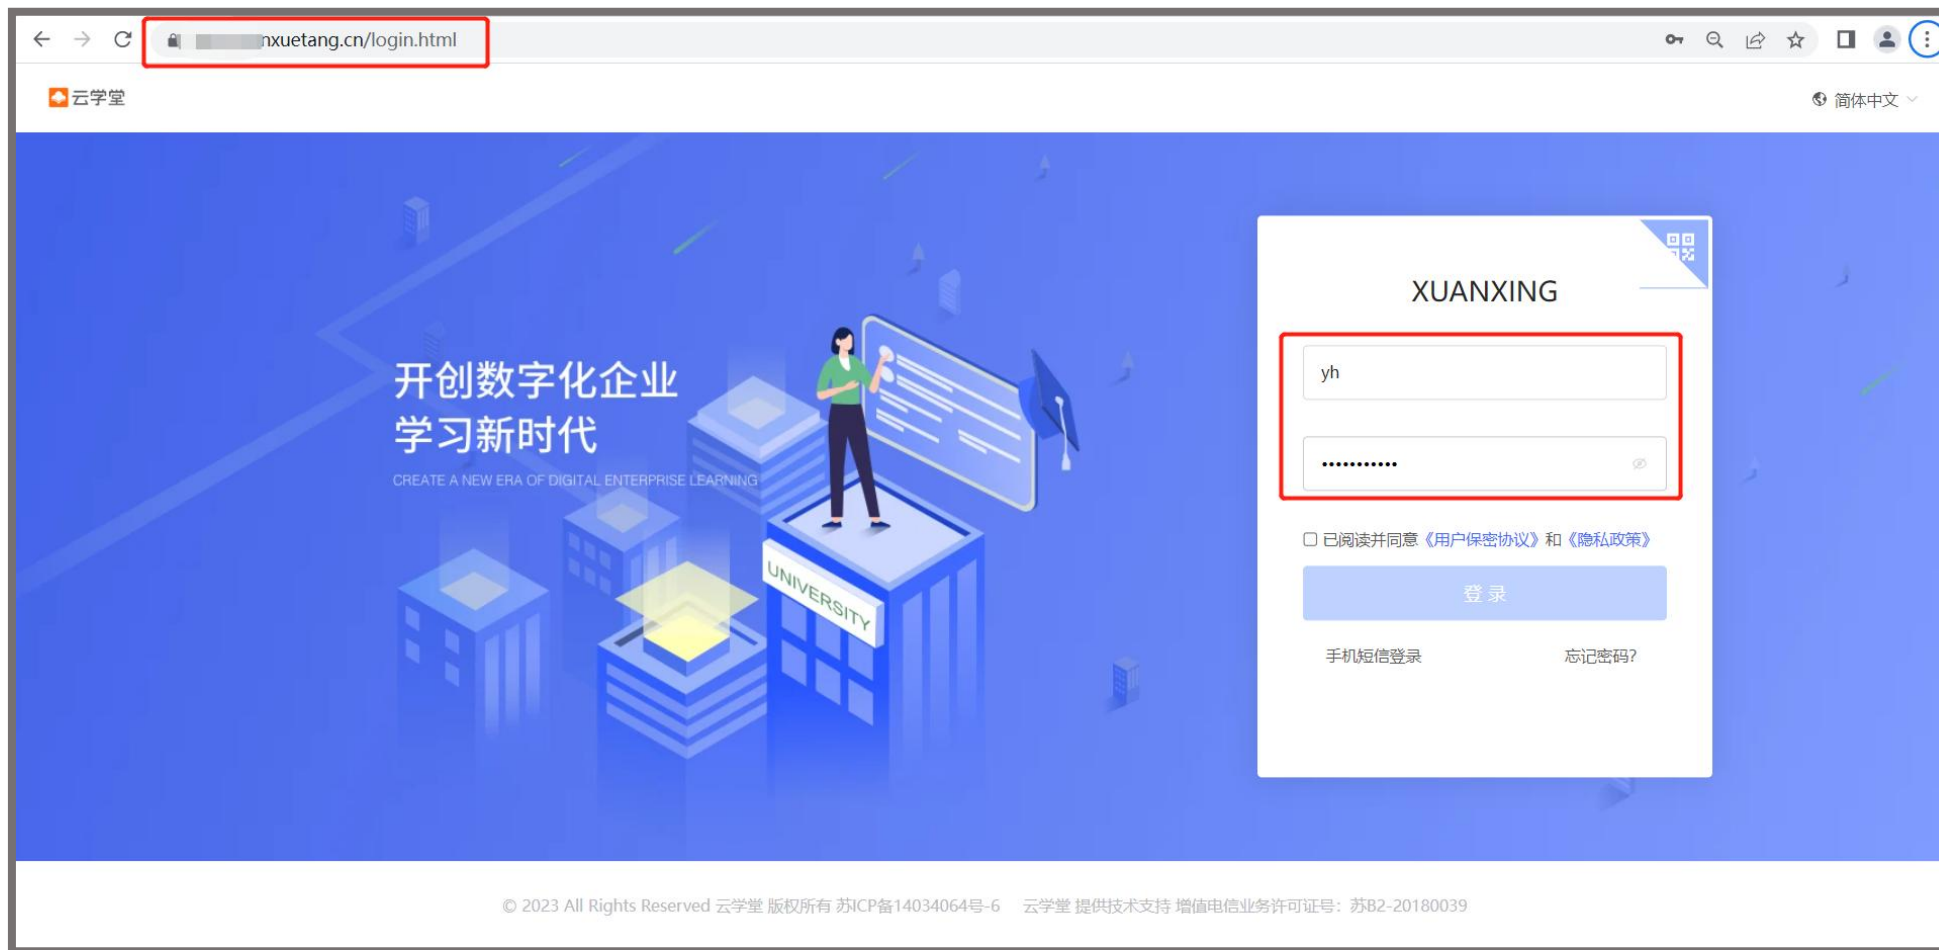 nxuetang.cn/login.html
云学堂
简体中文
开创数字化企业
学习新时代
CREATE A NEW ERA OF DIGITAL ENTERPRISE LEARNING
UNIVERSITY
XUANXING
yh
•••••••••••
已阅读并同意《用户保密协议》和《隐私政策》
登录
手机短信登录
忘记密码?
© 2023 All Rights Reserved 云学堂 版权所有 苏ICP备14034064号-6 云学堂 提供技术支持 增值电信业务许可证号：苏B2-20180039